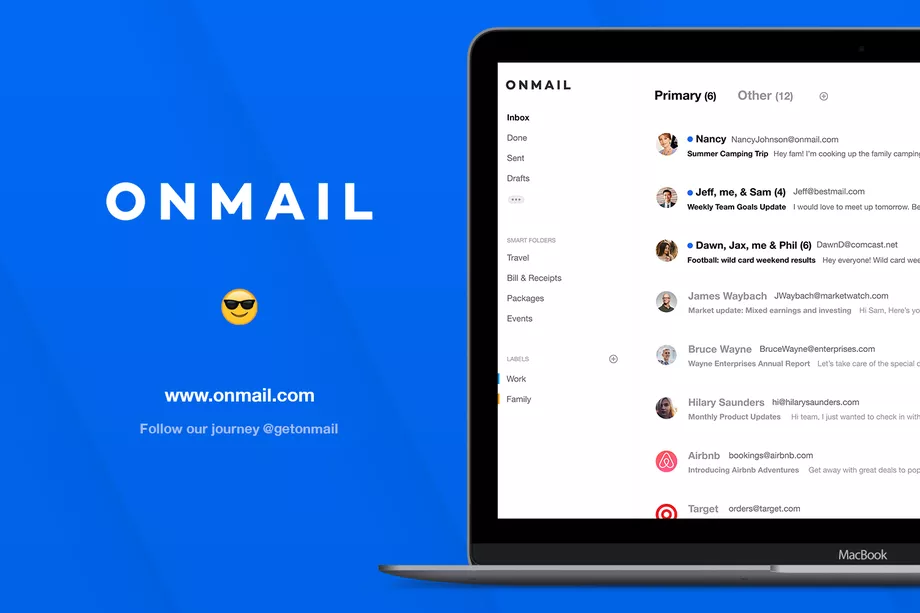 ONMAIL
www.onmail.com
Follow our journey @getonmail
ONMAIL
Inbox
Done
Sent
Drafts
SMART FOLDERS
Travel
Bill & Receipts
Packages
Events
LABELS
Work
Family
Primary (6) Other (12)
Nancy NancyJohnson@onmail.com
Summer Camping Trip Hey fam! I'm cooking up the family camping
Jeff, me, & Sam (4) Jeff@bestmail.com
Weekly Team Goals Update I would love to meet up tomorrow. Be
Dawn, Jax, me & Phil (6) DawnD@comcast.net
Football: wild card weekend results Hey everyone! Wild card wee
James Waybach JWaybach@marketwatch.com
Market update: Mixed earnings and investing Hi Sam, Here's yo
Bruce Wayne BruceWayne@enterprises.com
Wayne Enterprises Annual Report Let's take care of the special c
Hilary Saunders hi@hilarysaunders.com
Monthly Product Updates Hi team, I just wanted to check in with
Airbnb bookings@airbnb.com
Introducing Airbnb Adventures Get away with great deals to pop
Target orders@target.com
MacBook